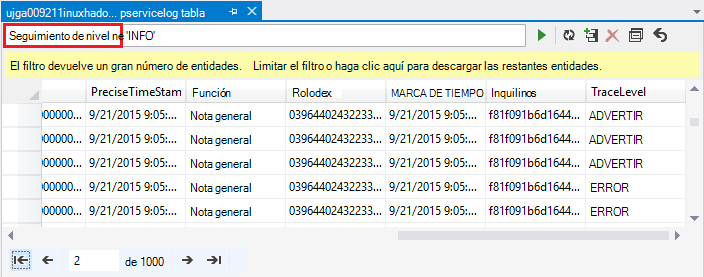 ujga009211inuxhado... pservicelog tabla
Seguimiento de nivel ne 'INFO'
El filtro devuelve un gran número de entidades. Limitar el filtro o haga clic aquí para descargar las restantes entidades.
PreciseTimeStam Función Rolodex MARCA DE TIEMPO Inquilinos TraceLevel
000000... 9/21/2015 9:05:... Nota general 03964402432233... 9/21/2015 9:05:... f81f091b6d1644... ADVERTIR
000000... 9/21/2015 9:05:... Nota general 03964402432233... 9/21/2015 9:05:... f81f091b6d1644... ADVERTIR
000000... 9/21/2015 9:05:... Nota general 03964402432233... 9/21/2015 9:05:... f81f091b6d1644... ADVERTIR
000000... 9/21/2015 9:05:... Nota general 03964402432233... 9/21/2015 9:05:... f81f091b6d1644... ERROR
000000... 9/21/2015 9:05:... Nota general 03964402432233... 9/21/2015 9:05:... f81f091b6d1644... ERROR
2 de 1000